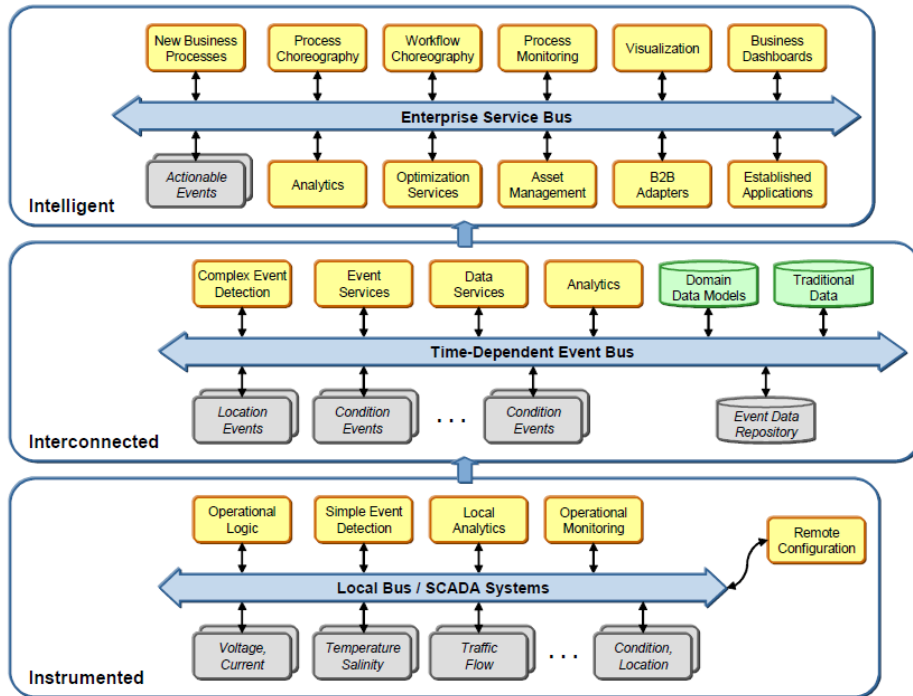 New Business
Processes
Process
Choreography
Workflow
Choreography
Process
Monitoring
Visualization
Business
Dashboards
Enterprise Service Bus
Actionable
Events
Analytics
Optimization
Services
Asset
Management
B2B
Adapters
Established
Applications
Intelligent
Complex Event
Detection
Event
Services
Data
Services
Analytics
Domain
Data Models
Traditional
Data
Time-Dependent Event Bus
Location
Events
Condition
Events
. . .
Condition
Events
Event Data
Repository
Interconnected
Operational
Logic
Simple Event
Detection
Local
Analytics
Operational
Monitoring
Remote
Configuration
Local Bus / SCADA Systems
Voltage,
Current
Temperature
Salinity
Traffic
Flow
. . .
Condition,
Location
Instrumented